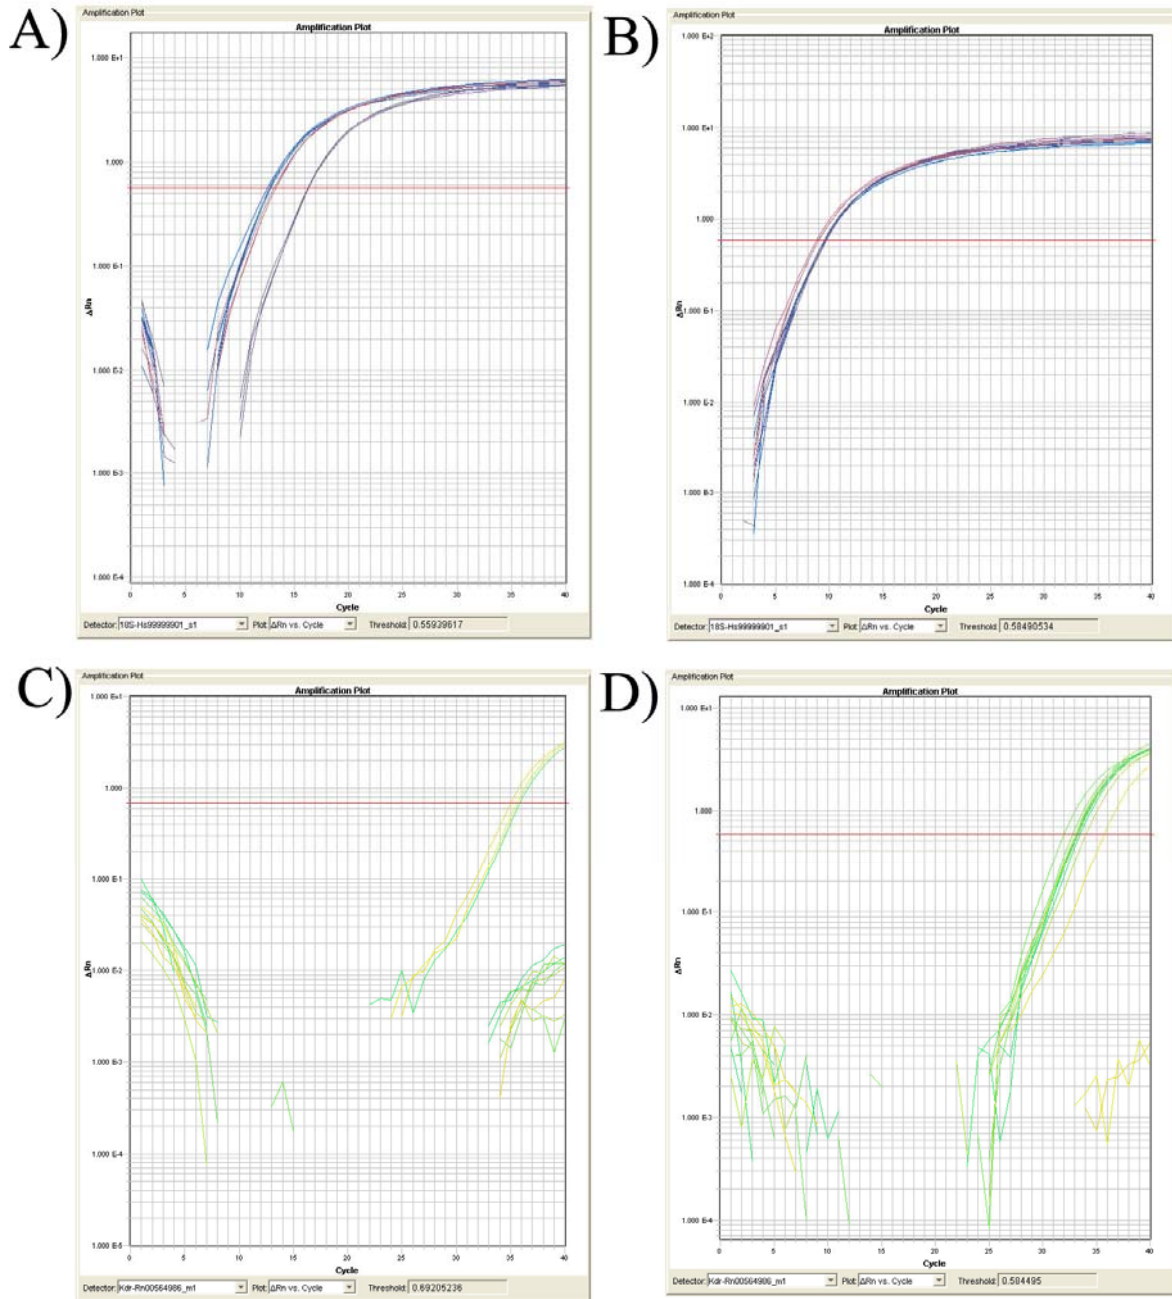 A)
Amplification Plot
Amplification Plot
1.000 E+1
1.000
1.000 E-1
1.000 E-2
1.000 E-3
1.000 E-4
ΔRn
0 5 10 15 20 25 30 35 40
Cycle
Detector: 18S-Hs99999901_s1 Plot: ΔRn vs. Cycle Threshold: 0.55939617
B)
Amplification Plot
Amplification Plot
1.000 E+2
1.000 E+1
1.000
1.000 E-1
1.000 E-2
1.000 E-3
1.000 E-4
ΔRn
0 5 10 15 20 25 30 35 40
Cycle
Detector: 18S-Hs99999901_s1 Plot: ΔRn vs. Cycle Threshold: 0.58490534
C)
Amplification Plot
Amplification Plot
1.000 E+1
1.000
1.000 E-1
1.000 E-2
1.000 E-3
1.000 E-4
1.000 E-5
ΔRn
0 5 10 15 20 25 30 35 40
Cycle
Detector: Kdr-Rn00564986_m1 Plot: ΔRn vs. Cycle Threshold: 0.69205236
D)
Amplification Plot
Amplification Plot
1.000 E+1
1.000
1.000 E-1
1.000 E-2
1.000 E-3
1.000 E-4
ΔRn
0 5 10 15 20 25 30 35 40
Cycle
Detector: Kdr-Rn00564986_m1 Plot: ΔRn vs. Cycle Threshold: 0.584495